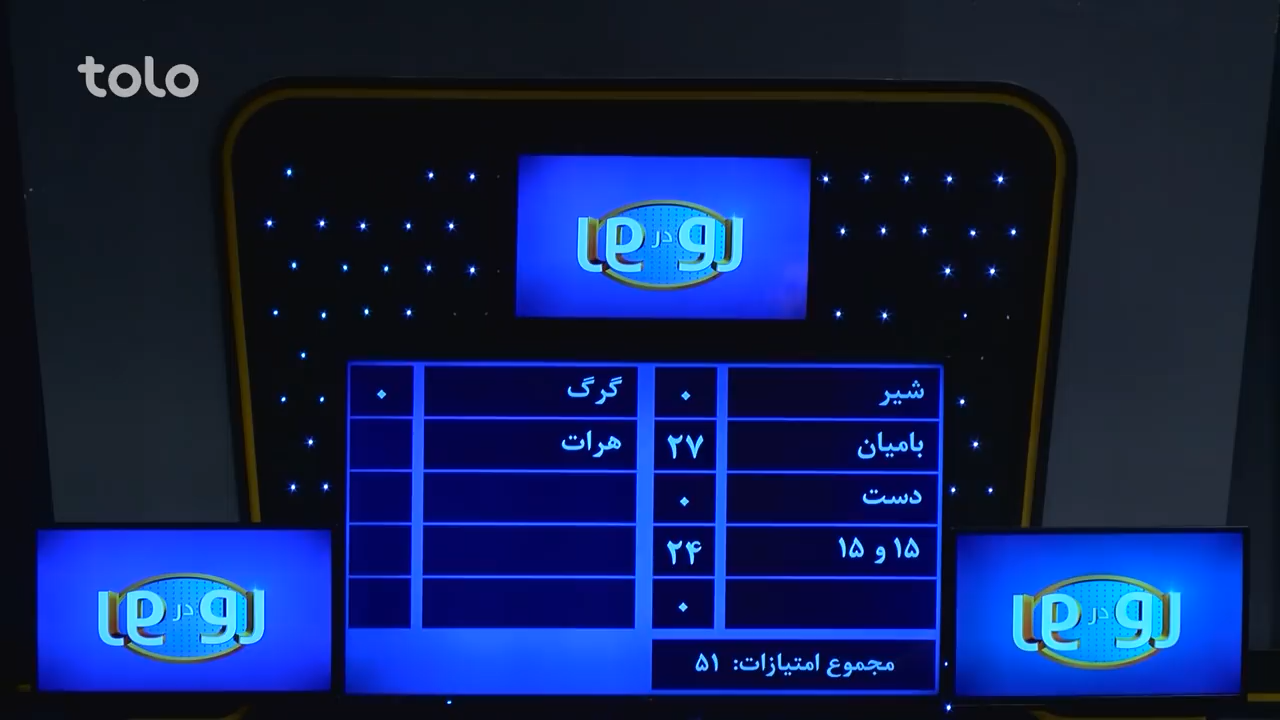 tolo
رو در رو
شیر ۰ گرگ ۰
بامیان ۲۷ هرات
دست ۰
۱۵ و ۱۵ ۲۴
۰
مجموع امتیازات: ۵۱
رو در رو
رو در رو